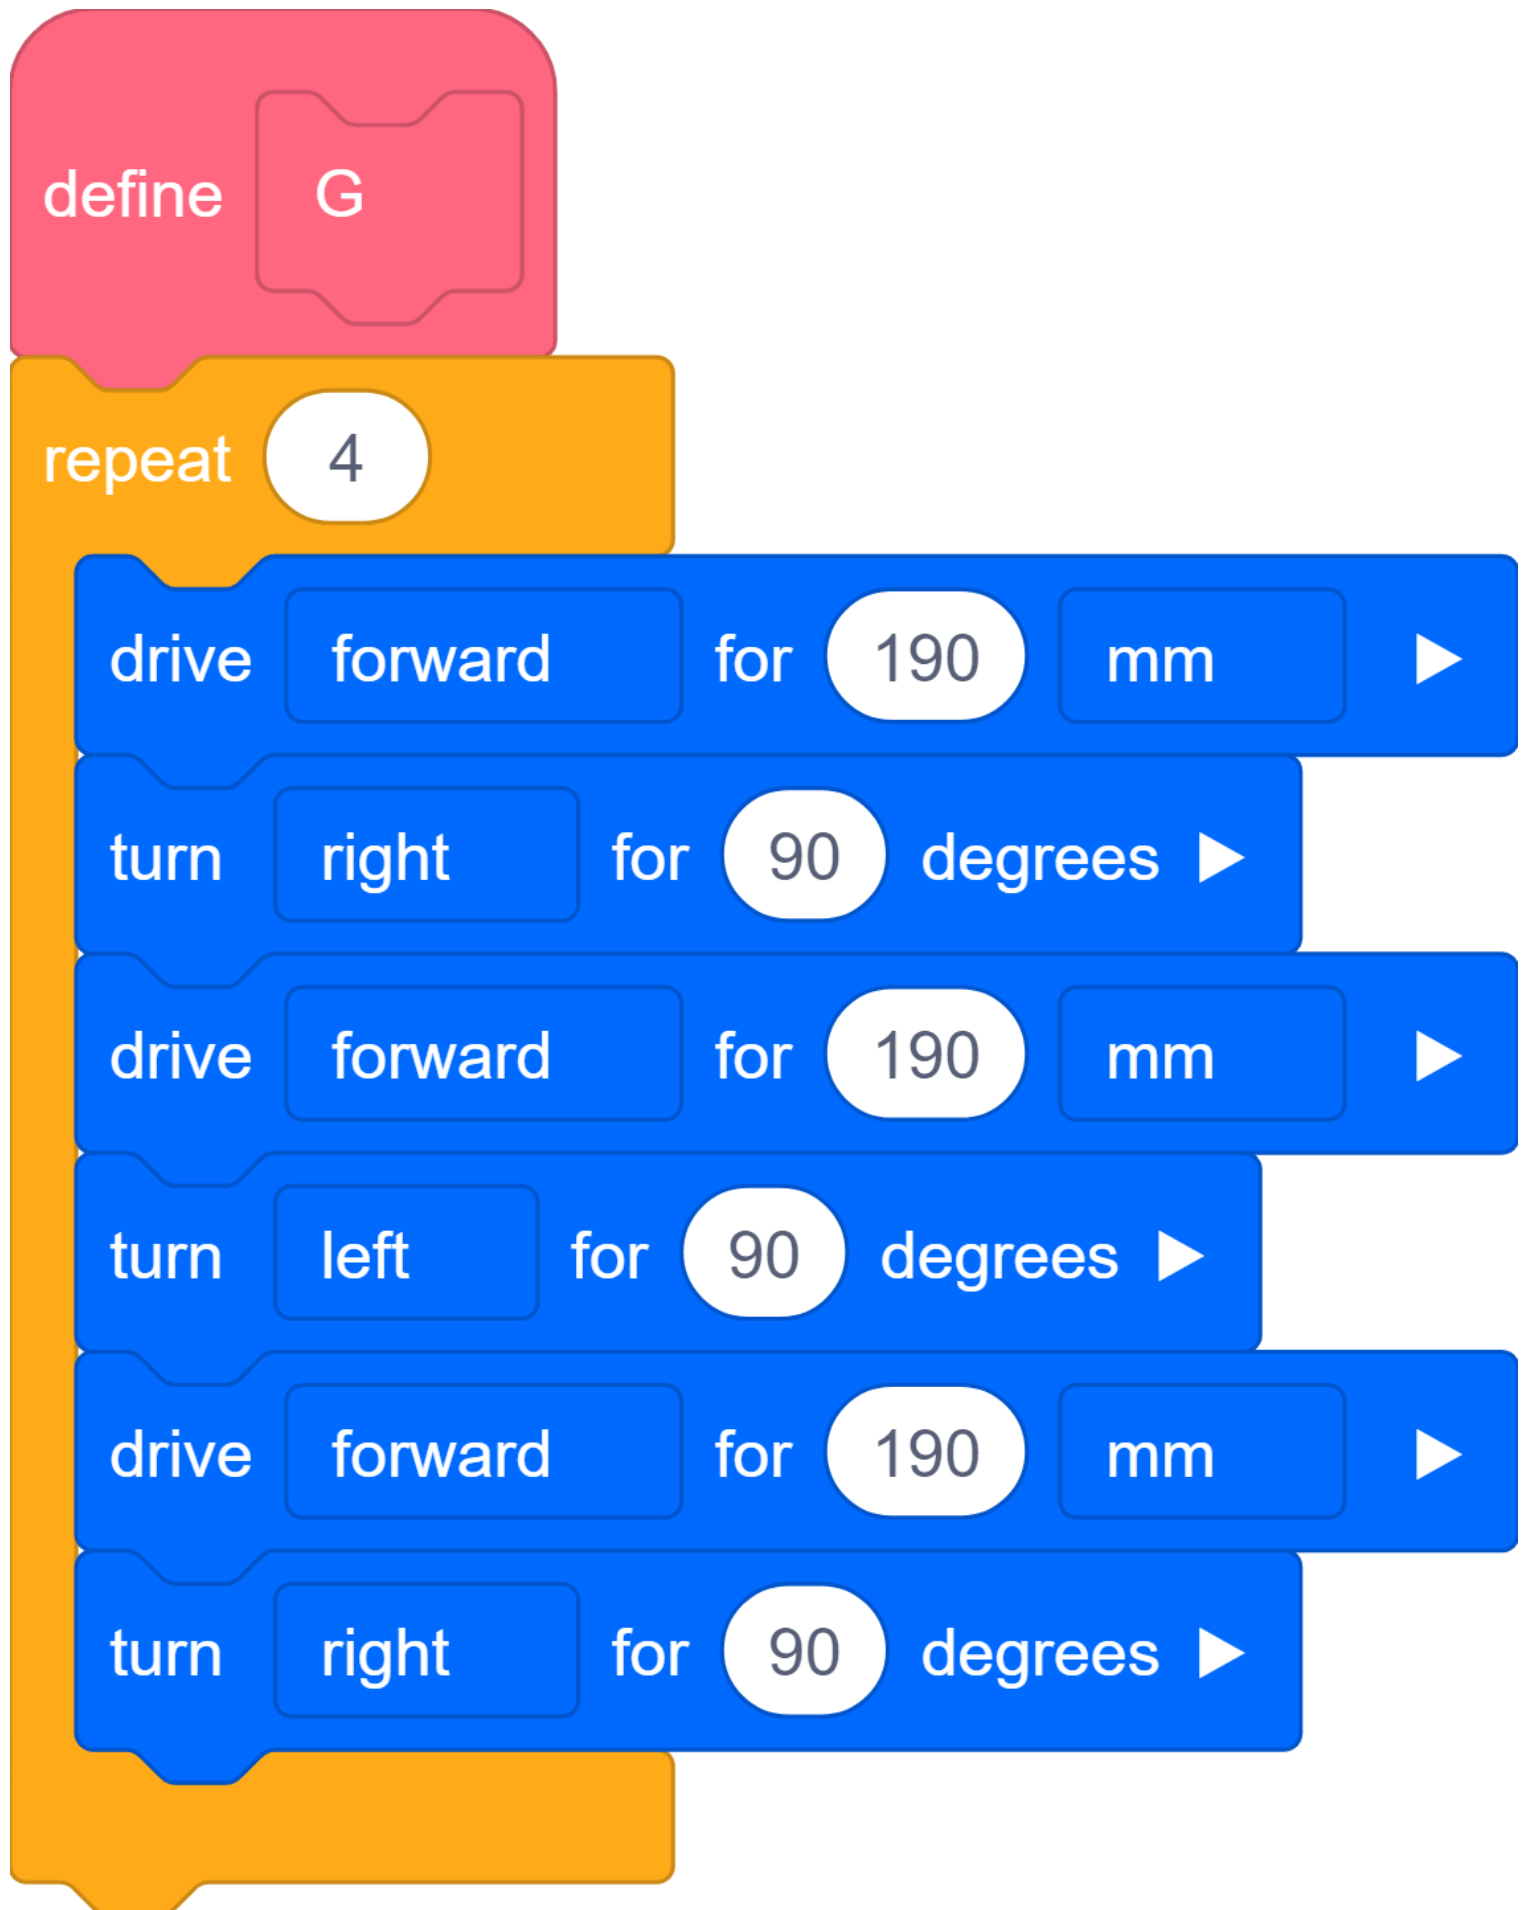 define G
repeat 4
drive forward for 190 mm
turn right for 90 degrees
drive forward for 190 mm
turn left for 90 degrees
drive forward for 190 mm
turn right for 90 degrees